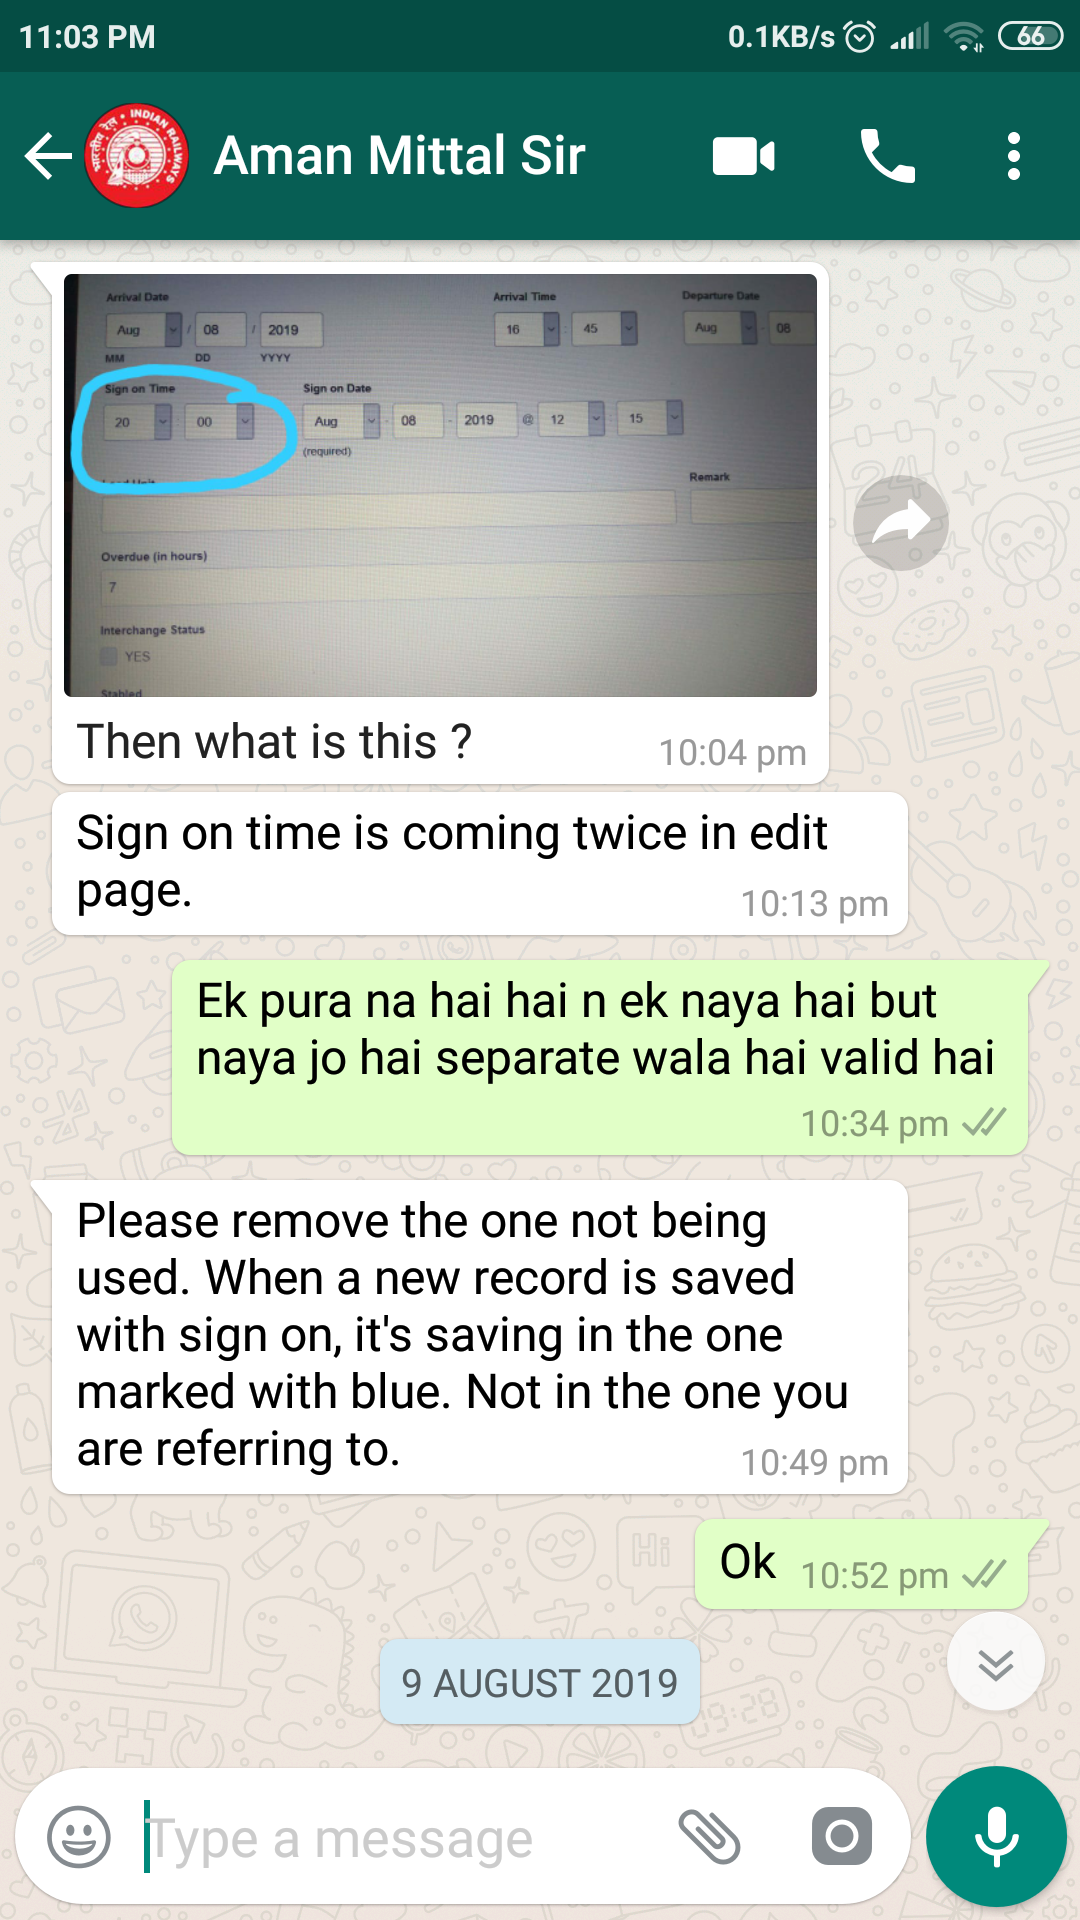 11:03 PM 0.1KB/s 66
INDIAN RAILWAYS
भारतीय रेल
Aman Mittal Sir
Arrival Date Arrival Time Departure Date
Aug / 08 / 2019 16 : 45 Aug - 08
MM DD YYYY
Sign on Time Sign on Date
20 : 00 Aug - 08 - 2019 @ 12 : 15
(required)
Remark
Overdue (in hours)
7
Interchange Status
YES
Stabled
Then what is this ? 10:04 pm
Sign on time is coming twice in edit
page. 10:13 pm
Ek pura na hai hai n ek naya hai but
naya jo hai separate wala hai valid hai
10:34 pm
Please remove the one not being
used. When a new record is saved
with sign on, it's saving in the one
marked with blue. Not in the one you
are referring to. 10:49 pm
Hi
Ok 10:52 pm
9 AUGUST 2019
09:28
Type a message